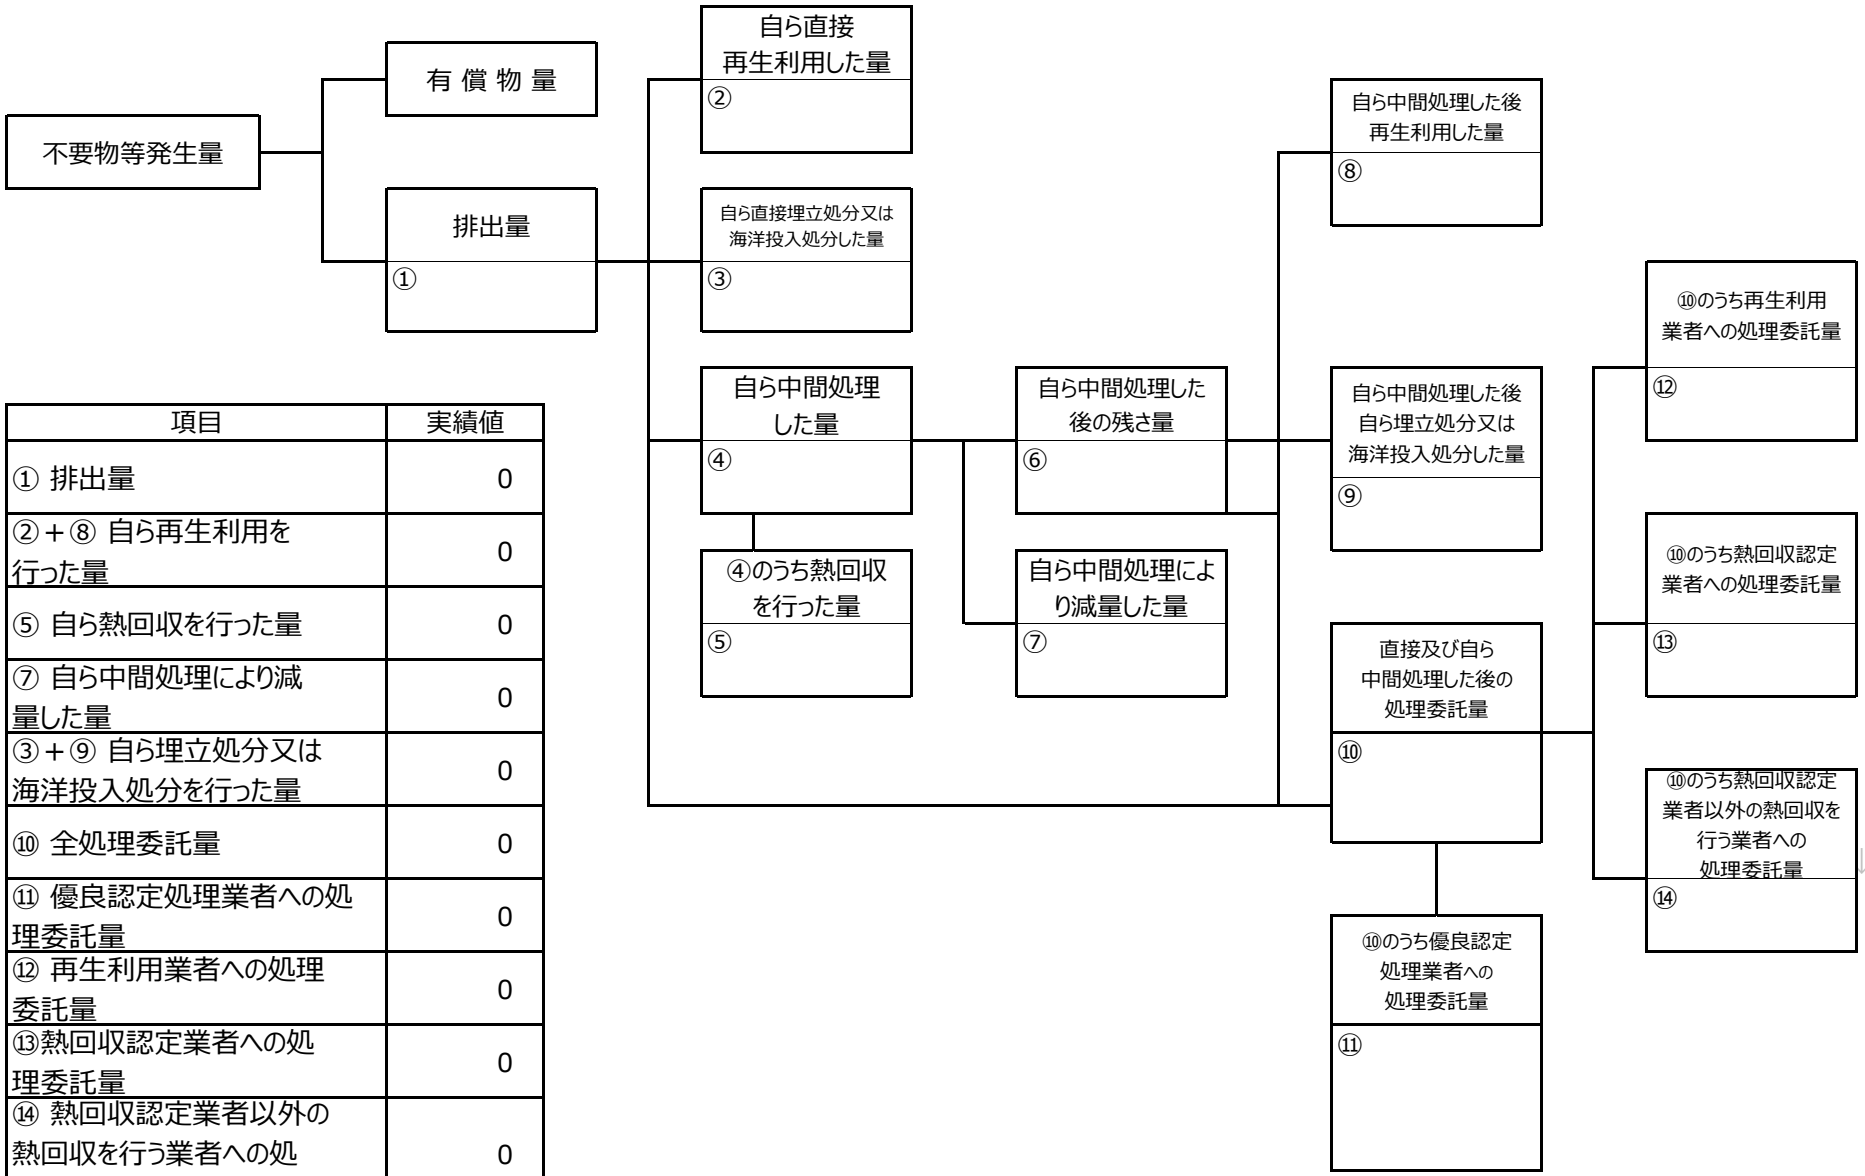 自ら直接
再生利用した量
②
有償物量
不要物等発生量
排出量
①
自ら直接埋立処分又は
海洋投入処分した量
③
自ら中間処理した後
再生利用した量
⑧
⑩のうち再生利用
業者への処理委託量
⑫
自ら中間処理
した量
④
自ら中間処理した
後の残さ量
⑥
自ら中間処理した後
自ら埋立処分又は
海洋投入処分した量
⑨
④のうち熱回収
を行った量
⑤
自ら中間処理によ
り減量した量
⑦
⑩のうち熱回収認定
業者への処理委託量
⑬
直接及び自ら
中間処理した後の
処理委託量
⑩
⑩のうち熱回収認定
業者以外の熱回収を
行う業者への
処理委託量
⑭
↓
⑩のうち優良認定
処理業者への
処理委託量
⑪
項目 実績値
① 排出量 0
②+⑧ 自ら再生利用を
行った量 0
⑤ 自ら熱回収を行った量 0
⑦ 自ら中間処理により減
量した量 0
③+⑨ 自ら埋立処分又は
海洋投入処分を行った量 0
⑩ 全処理委託量 0
⑪ 優良認定処理業者への処
理委託量 0
⑫ 再生利用業者への処理
委託量 0
⑬熱回収認定業者への処
理委託量 0
⑭ 熱回収認定業者以外の
熱回収を行う業者への処 0